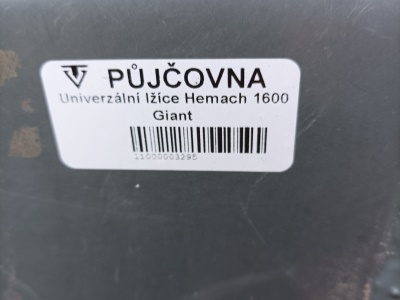 PŮJČOVNA
Univerzální lžíce Hemach 1600
Giant
11000003295